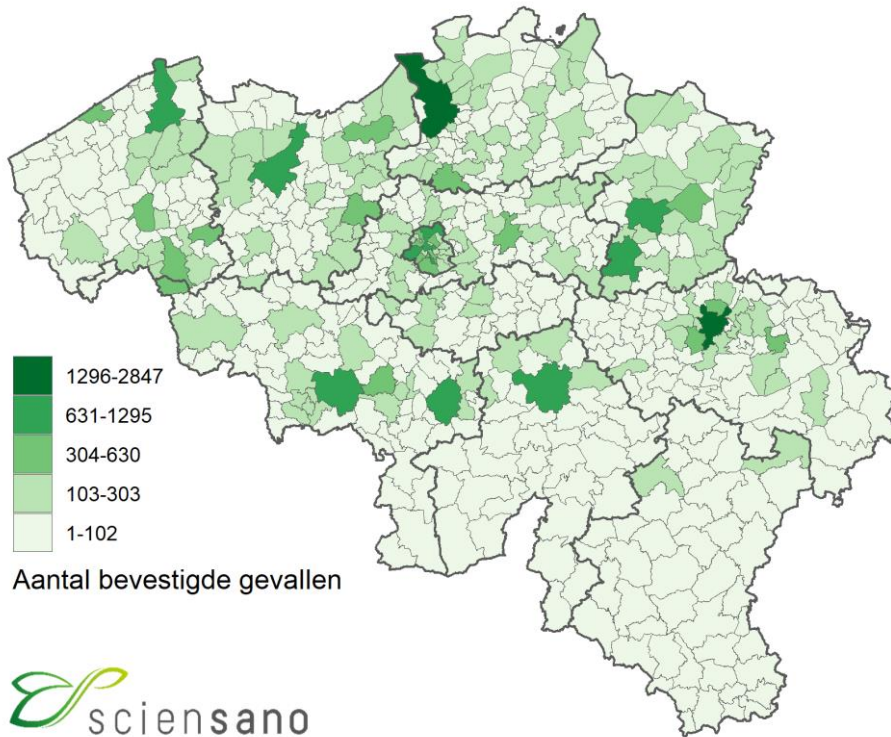 1296-2847
631-1295
304-630
103-303
1-102
Aantal bevestigde gevallen
sciensano